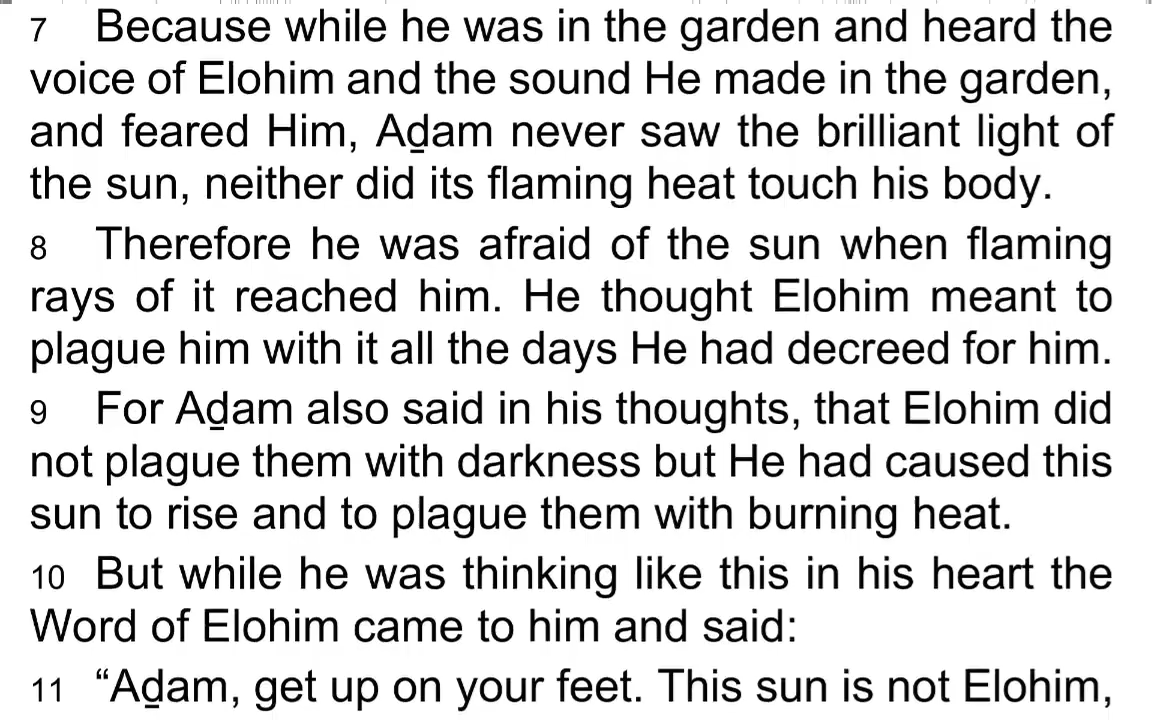 7 Because while he was in the garden and heard the
voice of Elohim and the sound He made in the garden,
and feared Him, Aḏam never saw the brilliant light of
the sun, neither did its flaming heat touch his body.
8 Therefore he was afraid of the sun when flaming
rays of it reached him. He thought Elohim meant to
plague him with it all the days He had decreed for him.
9 For Aḏam also said in his thoughts, that Elohim did
not plague them with darkness but He had caused this
sun to rise and to plague them with burning heat.
10 But while he was thinking like this in his heart the
Word of Elohim came to him and said:
11 “Aḏam, get up on your feet. This sun is not Elohim,